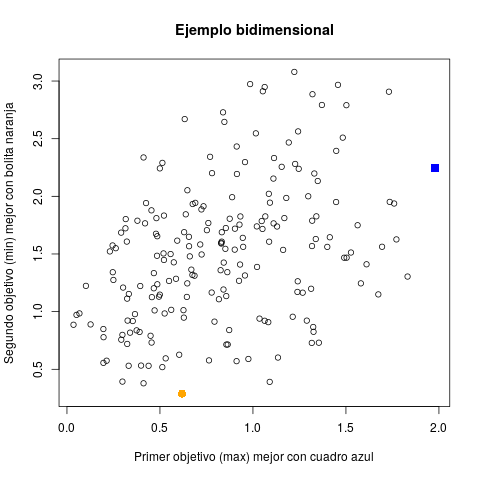 Ejemplo bidimensional
Segundo objetivo (min) mejor con bolita naranja
3.0
2.5
2.0
1.5
1.0
0.5
0.0 0.5 1.0 1.5 2.0
Primer objetivo (max) mejor con cuadro azul